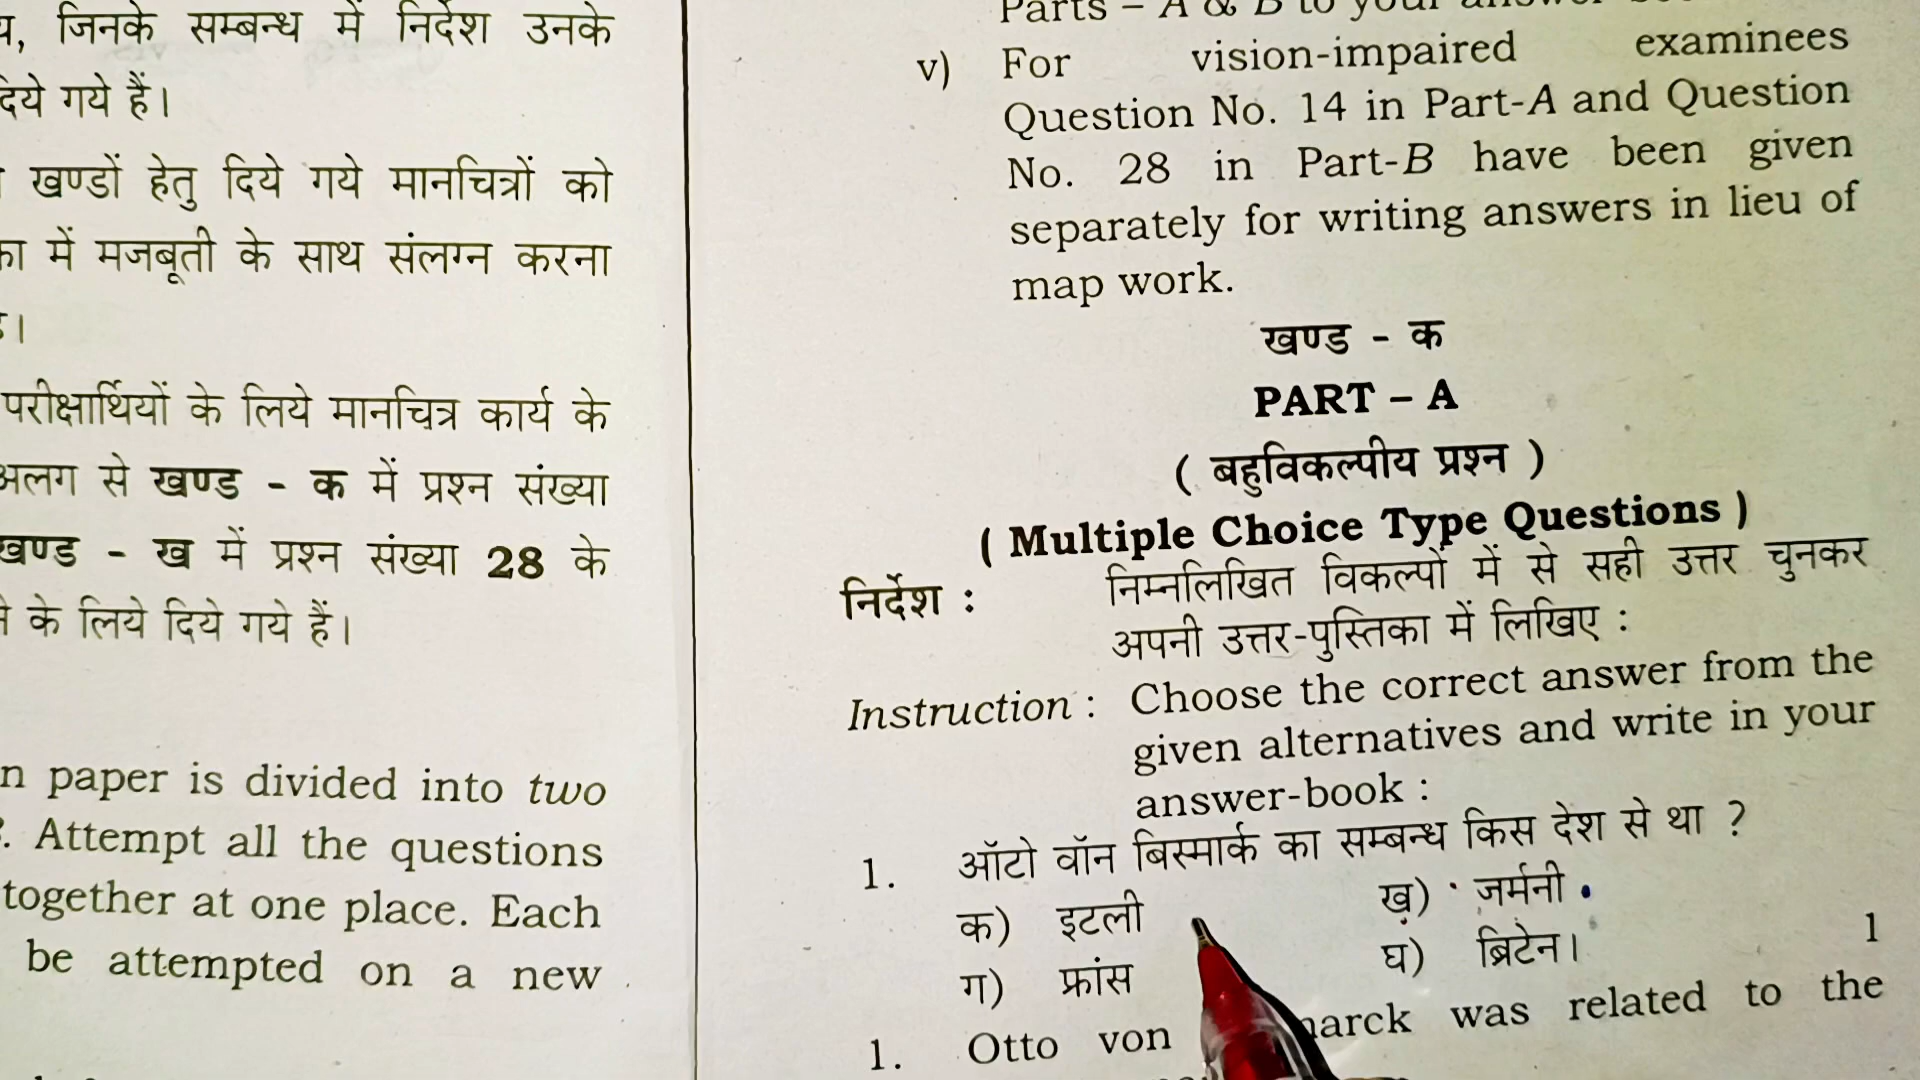 जिनके सम्बन्ध में निर्देश उनके
दिये गये हैं।
खण्डों हेतु दिये गये मानचित्रों को
में मजबूती के साथ संलग्न करना
परीक्षार्थियों के लिये मानचित्र कार्य के
अलग से खण्ड - क में प्रश्न संख्या
खण्ड - ख में प्रश्न संख्या 28 के
के लिये दिये गये हैं।
paper is divided into two
Attempt all the questions
together at one place. Each
be attempted on a new
Parts – A & B to your
v) For vision-impaired examinees
Question No. 14 in Part-A and Question
No. 28 in Part-B have been given
separately for writing answers in lieu of
map work.
खण्ड - क
PART – A
( बहुविकल्पीय प्रश्न )
( Multiple Choice Type Questions )
निर्देश : निम्नलिखित विकल्पों में से सही उत्तर चुनकर
अपनी उत्तर-पुस्तिका में लिखिए :
Instruction : Choose the correct answer from the
given alternatives and write in your
answer-book :
1. ऑटो वॉन बिस्मार्क का सम्बन्ध किस देश से था ?
क) इटली ख) जर्मनी
ग) फ्रांस घ) ब्रिटेन। 1
1. Otto von was related to the